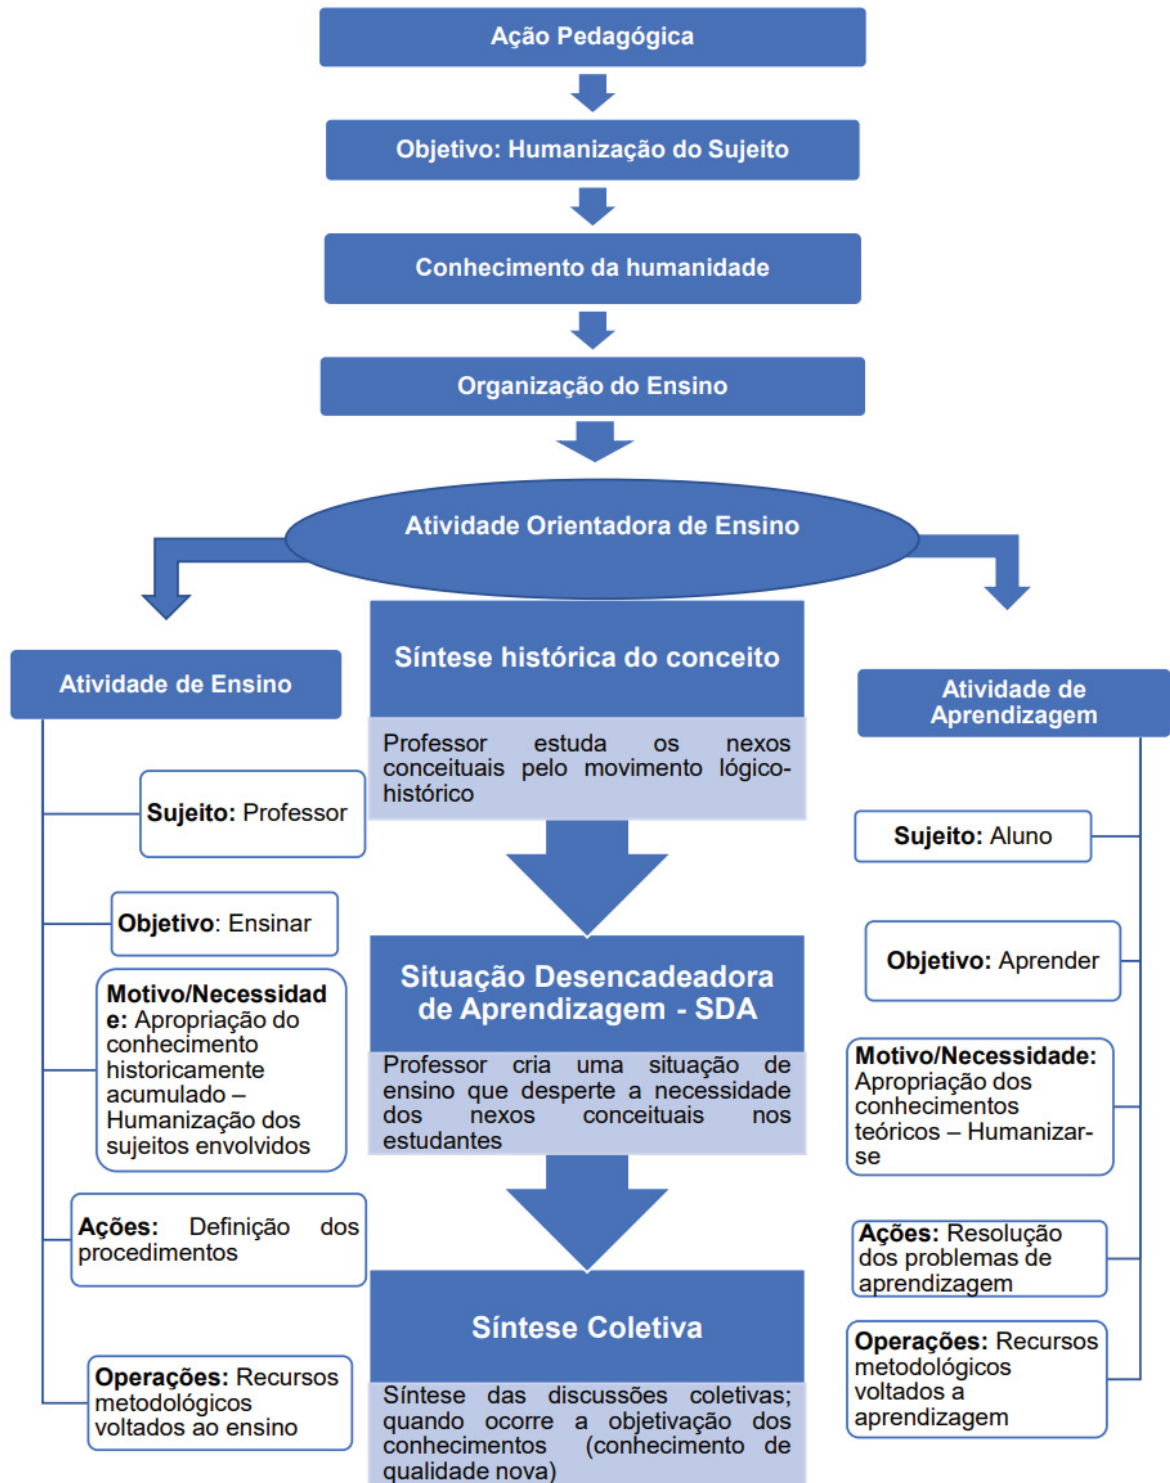 Ação Pedagógica
Objetivo: Humanização do Sujeito
Conhecimento da humanidade
Organização do Ensino
Atividade Orientadora de Ensino
Atividade de Ensino
Sujeito: Professor
Objetivo: Ensinar
Motivo/Necessidad
e: Apropriação do
conhecimento
historicamente
acumulado –
Humanização dos
sujeitos envolvidos
Ações: Definição dos
procedimentos
Operações: Recursos
metodológicos
voltados ao ensino
Síntese histórica do conceito
Professor estuda os nexos
conceituais pelo movimento lógico-
histórico
Situação Desencadeadora
de Aprendizagem - SDA
Professor cria uma situação de
ensino que desperte a necessidade
dos nexos conceituais nos
estudantes
Síntese Coletiva
Síntese das discussões coletivas;
quando ocorre a objetivação dos
conhecimentos (conhecimento de
qualidade nova)
Atividade de
Aprendizagem
Sujeito: Aluno
Objetivo: Aprender
Motivo/Necessidade:
Apropriação dos
conhecimentos
teóricos – Humanizar-
se
Ações: Resolução
dos problemas de
aprendizagem
Operações: Recursos
metodológicos
voltados a
aprendizagem